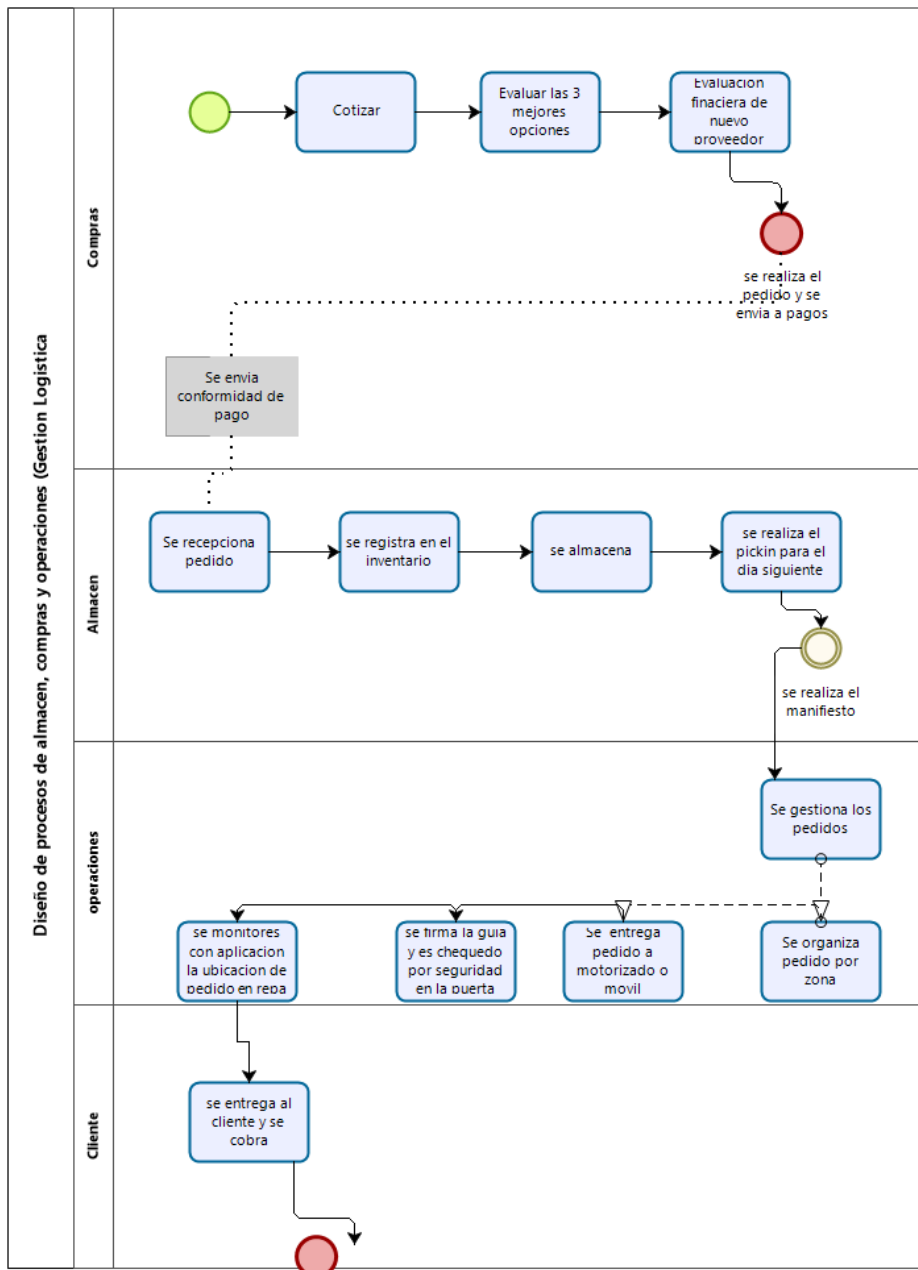 Diseño de procesos de almacen, compras y operaciones (Gestion Logistica
Compras
Cotizar
Evaluar las 3
mejores
opciones
Evaluacion
finaciera de
nuevo
proveedor
se realiza el
pedido y se
envia a pagos
Se envia
conformidad de
pago
Almacen
Se recepciona
pedido
se registra en el
inventario
se almacena
se realiza el
pickin para el
dia siguiente
se realiza el
manifiesto
operaciones
Se gestiona los
pedidos
se monitores
con aplicacion
la ubicacion de
pedido en repa
se firma la guia
y es chequedo
por seguridad
en la puerta
Se entrega
pedido a
motorizado o
movil
Se organiza
pedido por
zona
Cliente
se entrega al
cliente y se
cobra